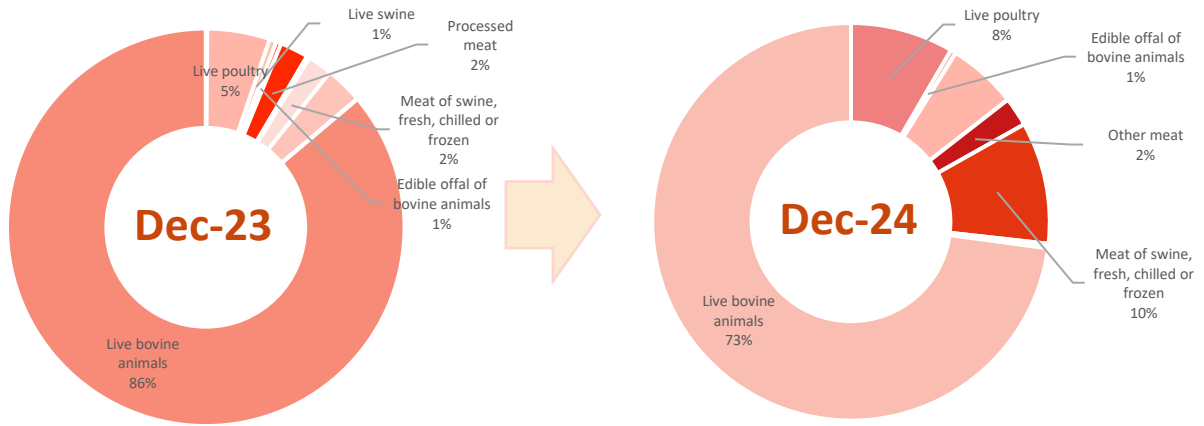 Live swine
1%
Processed
meat
2%
Live poultry
5%
Meat of swine,
fresh, chilled or
frozen
2%
Edible offal of
bovine animals
1%
Dec-23
Live bovine
animals
86%
Live poultry
8%
Edible offal of
bovine animals
1%
Other meat
2%
Dec-24
Meat of swine,
fresh, chilled or
frozen
10%
Live bovine
animals
73%